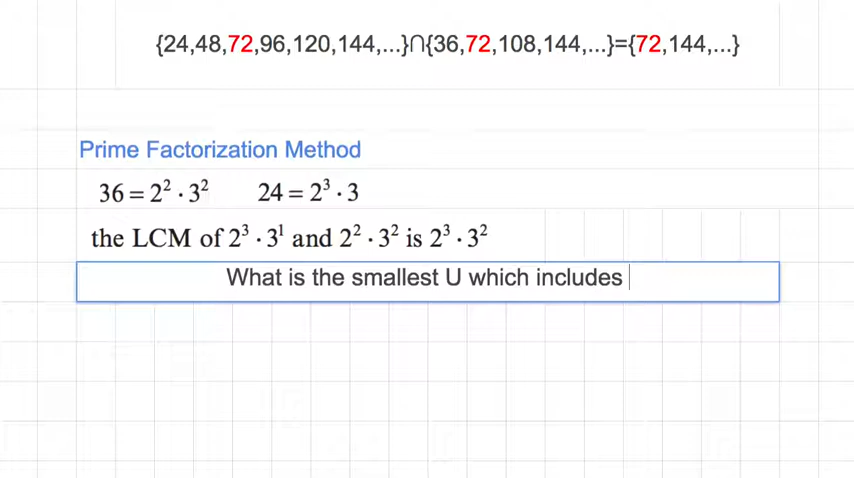 {24,48,72,96,120,144,...}∩{36,72,108,144,...}={72,144,...}
Prime Factorization Method
36 = 2² · 3² 24 = 2³ · 3
the LCM of 2³ · 3¹ and 2² · 3² is 2³ · 3²
What is the smallest U which includes